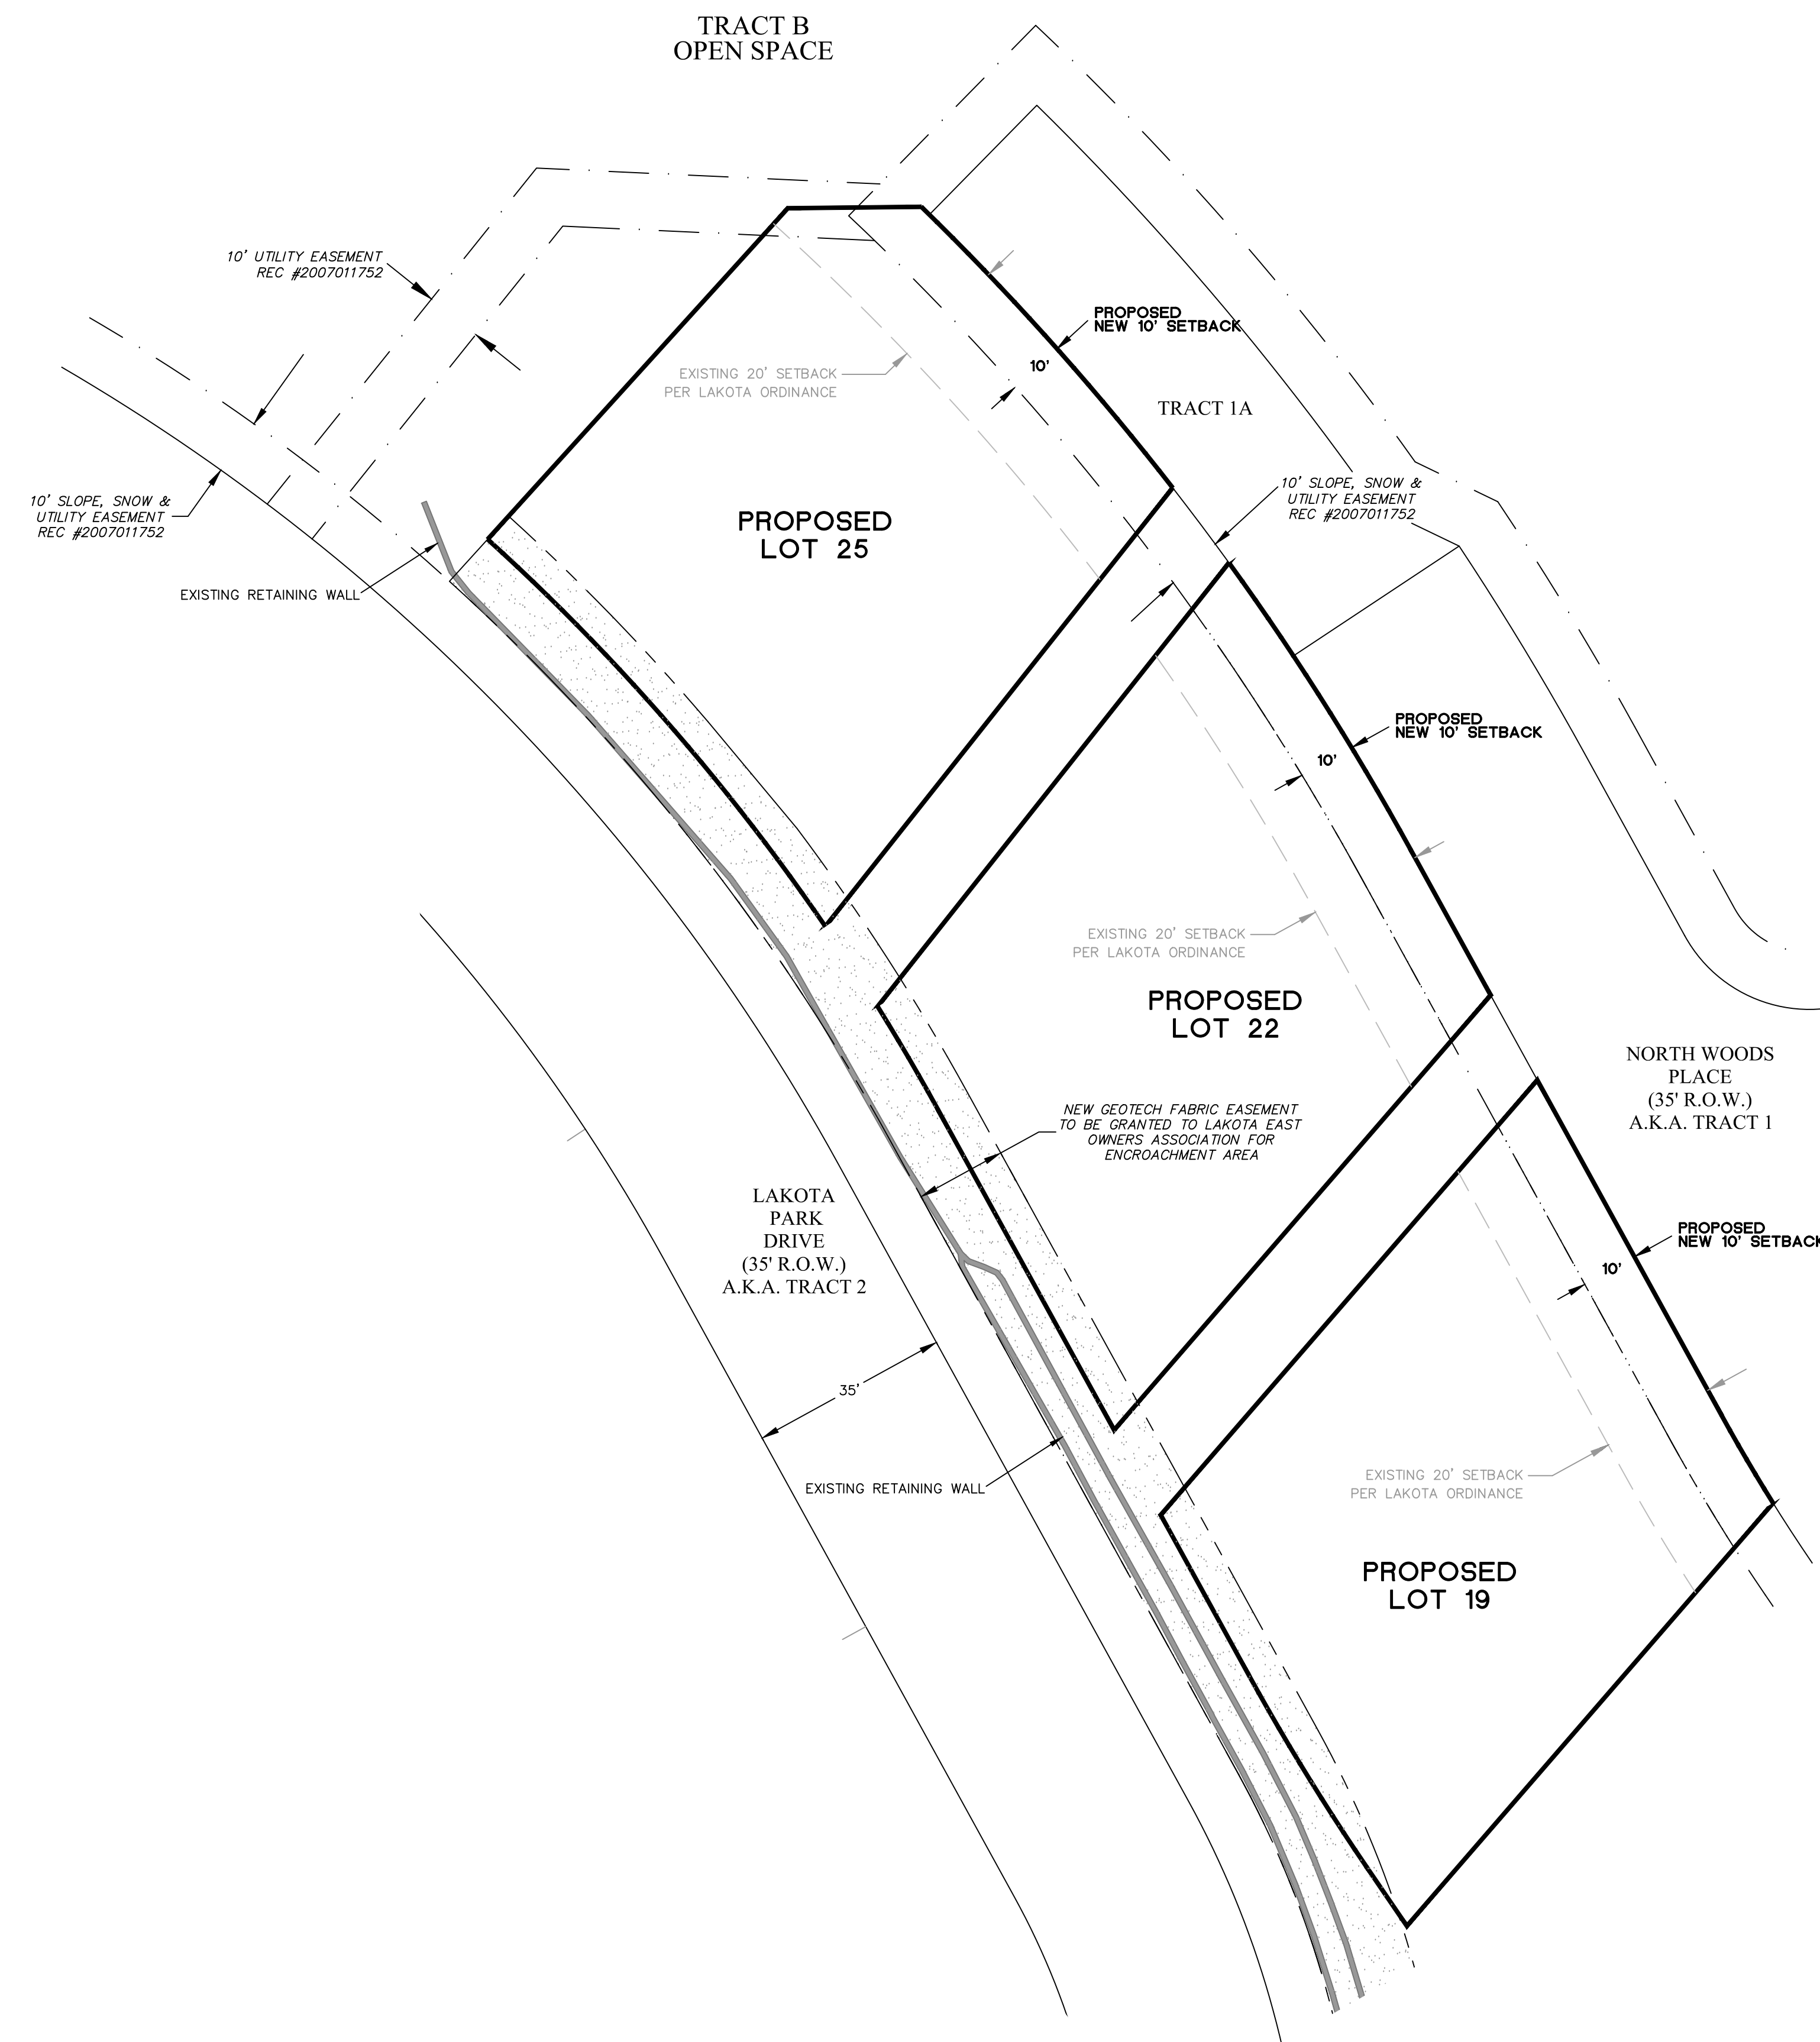 TRACT B
OPEN SPACE
10' UTILITY EASEMENT
REC #2007011752
PROPOSED
NEW 10' SETBACK
10'
EXISTING 20' SETBACK
PER LAKOTA ORDINANCE
TRACT 1A
10' SLOPE, SNOW &
UTILITY EASEMENT
REC #2007011752
10' SLOPE, SNOW &
UTILITY EASEMENT
REC #2007011752
PROPOSED
LOT 25
EXISTING RETAINING WALL
PROPOSED
NEW 10' SETBACK
10'
EXISTING 20' SETBACK
PER LAKOTA ORDINANCE
PROPOSED
LOT 22
NORTH WOODS
PLACE
(35' R.O.W.)
A.K.A. TRACT 1
NEW GEOTECH FABRIC EASEMENT
TO BE GRANTED TO LAKOTA EAST
OWNERS ASSOCIATION FOR
ENCROACHMENT AREA
LAKOTA
PARK
DRIVE
(35' R.O.W.)
A.K.A. TRACT 2
PROPOSED
NEW 10' SETBACK
10'
35'
EXISTING RETAINING WALL
EXISTING 20' SETBACK
PER LAKOTA ORDINANCE
PROPOSED
LOT 19